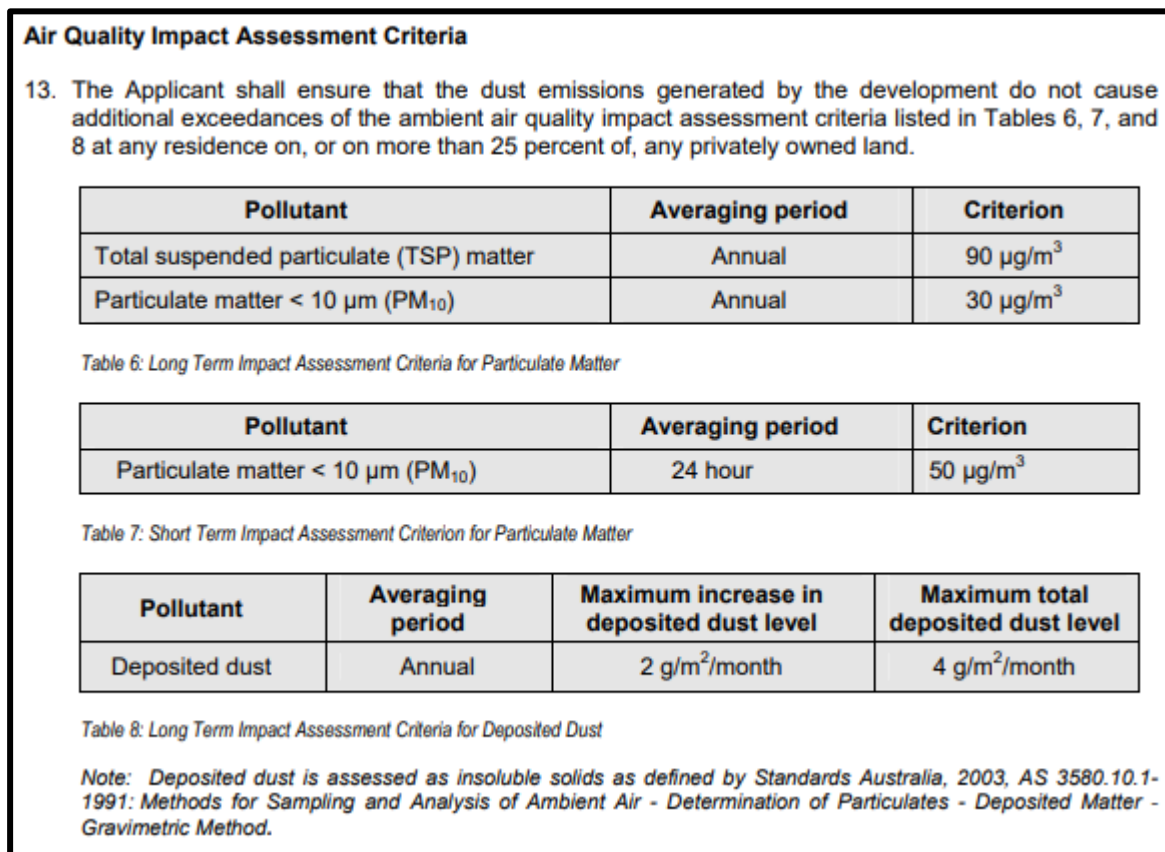 Air Quality Impact Assessment Criteria
13. The Applicant shall ensure that the dust emissions generated by the development do not cause
additional exceedances of the ambient air quality impact assessment criteria listed in Tables 6, 7, and
8 at any residence on, or on more than 25 percent of, any privately owned land.
Pollutant Averaging period Criterion
Total suspended particulate (TSP) matter Annual 90 µg/m³
Particulate matter < 10 µm (PM₁₀) Annual 30 µg/m³
Table 6: Long Term Impact Assessment Criteria for Particulate Matter
Pollutant Averaging period Criterion
Particulate matter < 10 µm (PM₁₀) 24 hour 50 µg/m³
Table 7: Short Term Impact Assessment Criterion for Particulate Matter
Pollutant Averaging period Maximum increase in deposited dust level Maximum total deposited dust level
Deposited dust Annual 2 g/m²/month 4 g/m²/month
Table 8: Long Term Impact Assessment Criteria for Deposited Dust
Note: Deposited dust is assessed as insoluble solids as defined by Standards Australia, 2003, AS 3580.10.1-
1991: Methods for Sampling and Analysis of Ambient Air - Determination of Particulates - Deposited Matter -
Gravimetric Method.